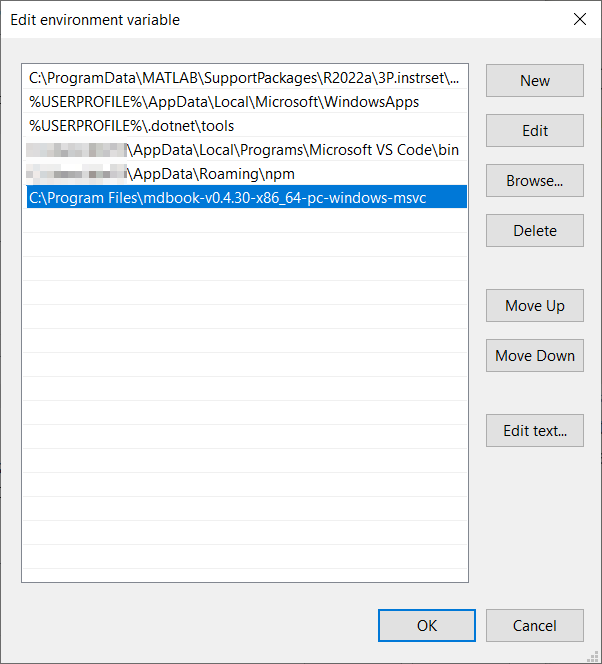 Edit environment variable
C:\ProgramData\MATLAB\SupportPackages\R2022a\3P.instrset\...
%USERPROFILE%\AppData\Local\Microsoft\WindowsApps
%USERPROFILE%\.dotnet\tools
\AppData\Local\Programs\Microsoft VS Code\bin
\AppData\Roaming\npm
C:\Program Files\mdbook-v0.4.30-x86_64-pc-windows-msvc
New
Edit
Browse...
Delete
Move Up
Move Down
Edit text...
OK
Cancel